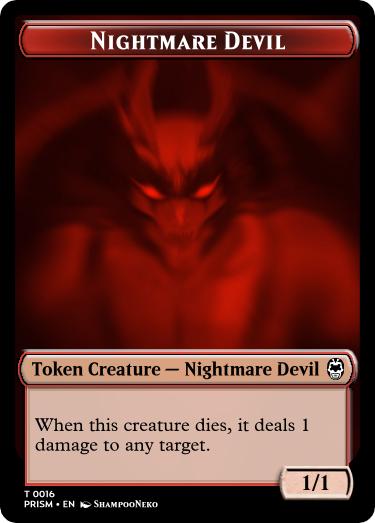 Nightmare Devil
Token Creature — Nightmare Devil
When this creature dies, it deals 1
damage to any target.
1/1
T 0016
PRISM • EN ShampooNeko